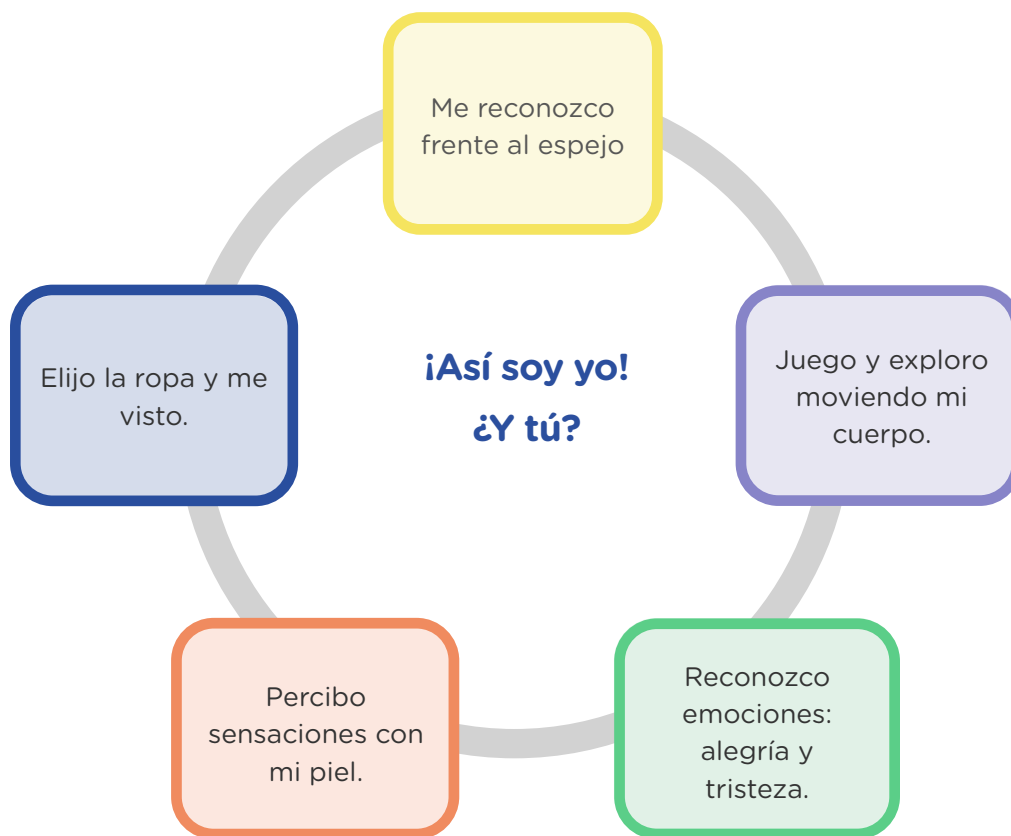 Me reconozco
frente al espejo
¡Así soy yo!
¿Y tú?
Juego y exploro
moviendo mi
cuerpo.
Reconozco
emociones:
alegría y
tristeza.
Percibo
sensaciones con
mi piel.
Elijo la ropa y me
visto.